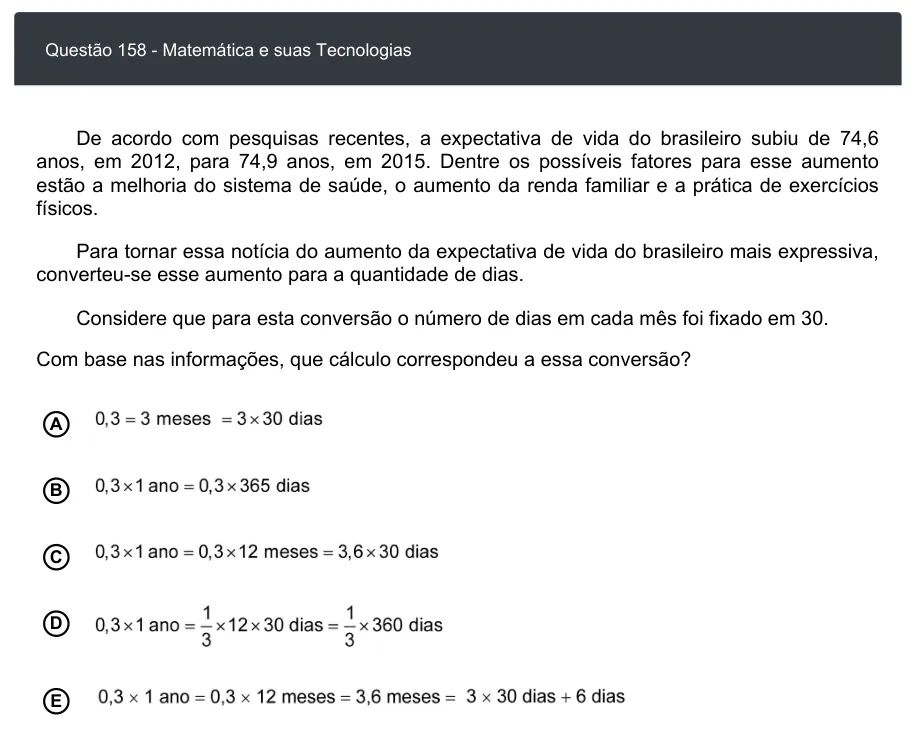 Questão 158 - Matemática e suas Tecnologias
De acordo com pesquisas recentes, a expectativa de vida do brasileiro subiu de 74,6
anos, em 2012, para 74,9 anos, em 2015. Dentre os possíveis fatores para esse aumento
estão a melhoria do sistema de saúde, o aumento da renda familiar e a prática de exercícios
físicos.
Para tornar essa notícia do aumento da expectativa de vida do brasileiro mais expressiva,
converteu-se esse aumento para a quantidade de dias.
Considere que para esta conversão o número de dias em cada mês foi fixado em 30.
Com base nas informações, que cálculo correspondeu a essa conversão?
A 0,3 = 3 meses = 3 × 30 dias
B 0,3 × 1 ano = 0,3 × 365 dias
C 0,3 × 1 ano = 0,3 × 12 meses = 3,6 × 30 dias
D 0,3 × 1 ano = 1/3 × 12 × 30 dias = 1/3 × 360 dias
E 0,3 × 1 ano = 0,3 × 12 meses = 3,6 meses = 3 × 30 dias + 6 dias